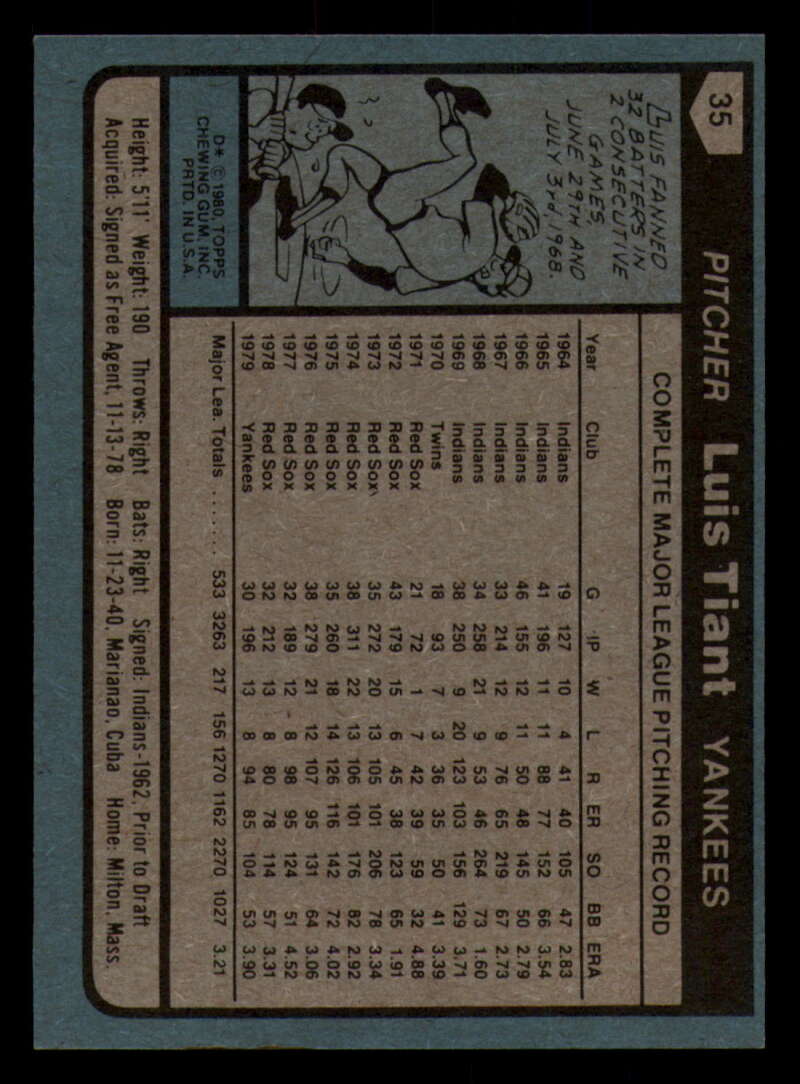 35
PITCHER Luis Tiant YANKEES
LUIS FANNED
32 BATTERS IN
2 CONSECUTIVE
GAMES,
JUNE 29TH AND
JULY 3rd, 1968.
D* © 1980, TOPPS
CHEWING GUM, INC.
PRTD. IN U.S.A.
COMPLETE MAJOR LEAGUE PITCHING RECORD
Year Club G IP W L R ER SO BB ERA
1964 Indians 19 127 10 4 41 40 105 47 2.83
1965 Indians 41 196 11 11 88 77 152 66 3.54
1966 Indians 46 155 12 11 50 48 145 50 2.79
1967 Indians 33 214 12 9 76 65 219 67 2.73
1968 Indians 34 258 21 9 53 46 264 73 1.60
1969 Indians 38 250 9 20 123 103 156 129 3.71
1970 Twins 18 93 7 3 36 35 50 41 3.39
1971 Red Sox 21 72 1 7 42 39 59 32 4.88
1972 Red Sox 43 179 15 6 45 38 123 65 1.91
1973 Red Sox 35 272 20 13 105 101 206 78 3.34
1974 Red Sox 38 311 22 13 106 101 176 82 2.92
1975 Red Sox 35 260 18 14 126 116 142 72 4.02
1976 Red Sox 38 279 21 12 107 95 131 64 3.06
1977 Red Sox 32 189 12 8 98 95 124 51 4.52
1978 Red Sox 32 212 13 8 80 78 114 57 3.31
1979 Yankees 30 196 13 8 94 85 104 53 3.90
Major Lea. Totals ....... 533 3263 217 156 1270 1162 2270 1027 3.21
Height: 5'11" Weight: 190 Throws: Right Bats: Right Signed: Indians-1962, Prior to Draft
Acquired: Signed as Free Agent, 11-13-78 Born: 11-23-40, Marianao, Cuba Home: Milton, Mass.